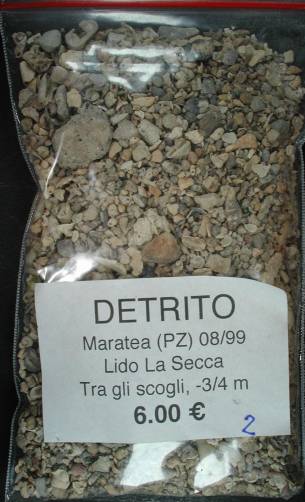 DETRITO
Maratea (PZ) 08/99
Lido La Secca
Tra gli scogli, -3/4 m
6.00 €
2